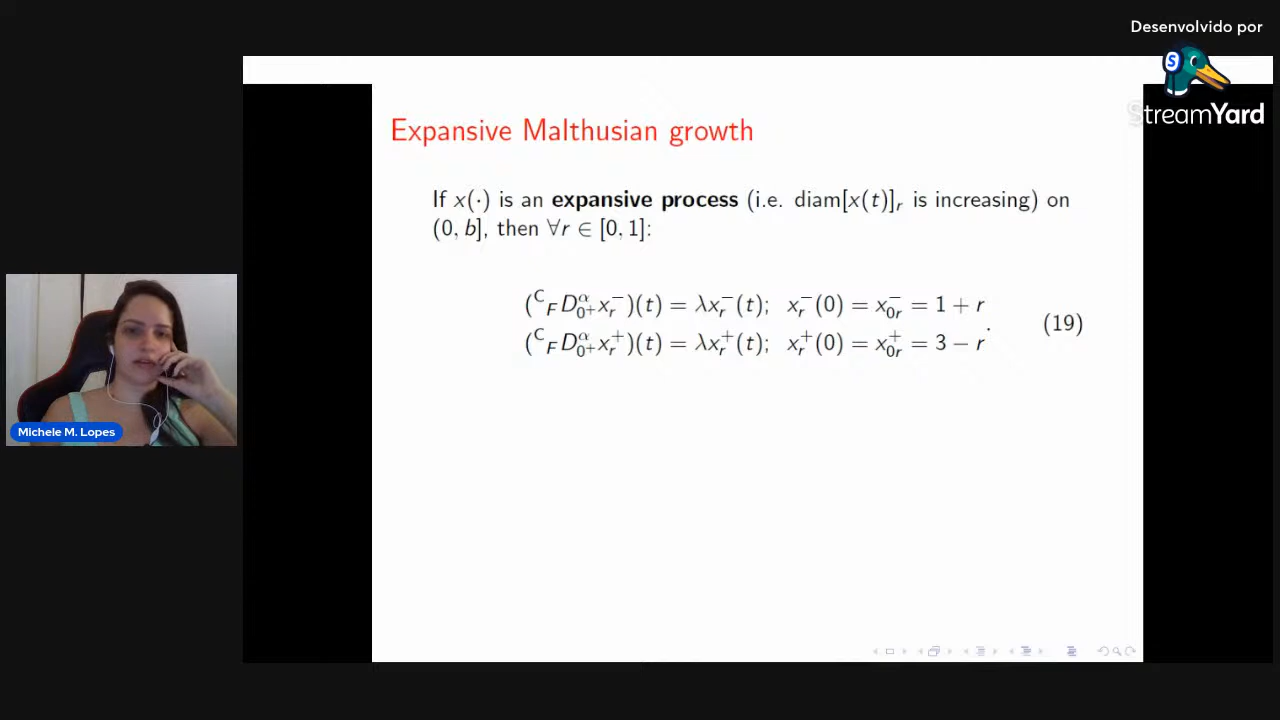 Desenvolvido por
StreamYard
Expansive Malthusian growth
If x(·) is an expansive process (i.e. diam[x(t)]ᵣ is increasing) on
(0, b], then ∀r ∈ [0, 1]:
(^C_F D^α_{0+} x^−_r)(t) = λx^−_r(t); x^−_r(0) = x^−_{0r} = 1 + r
(^C_F D^α_{0+} x^+_r)(t) = λx^+_r(t); x^+_r(0) = x^+_{0r} = 3 − r. (19)
Michele M. Lopes